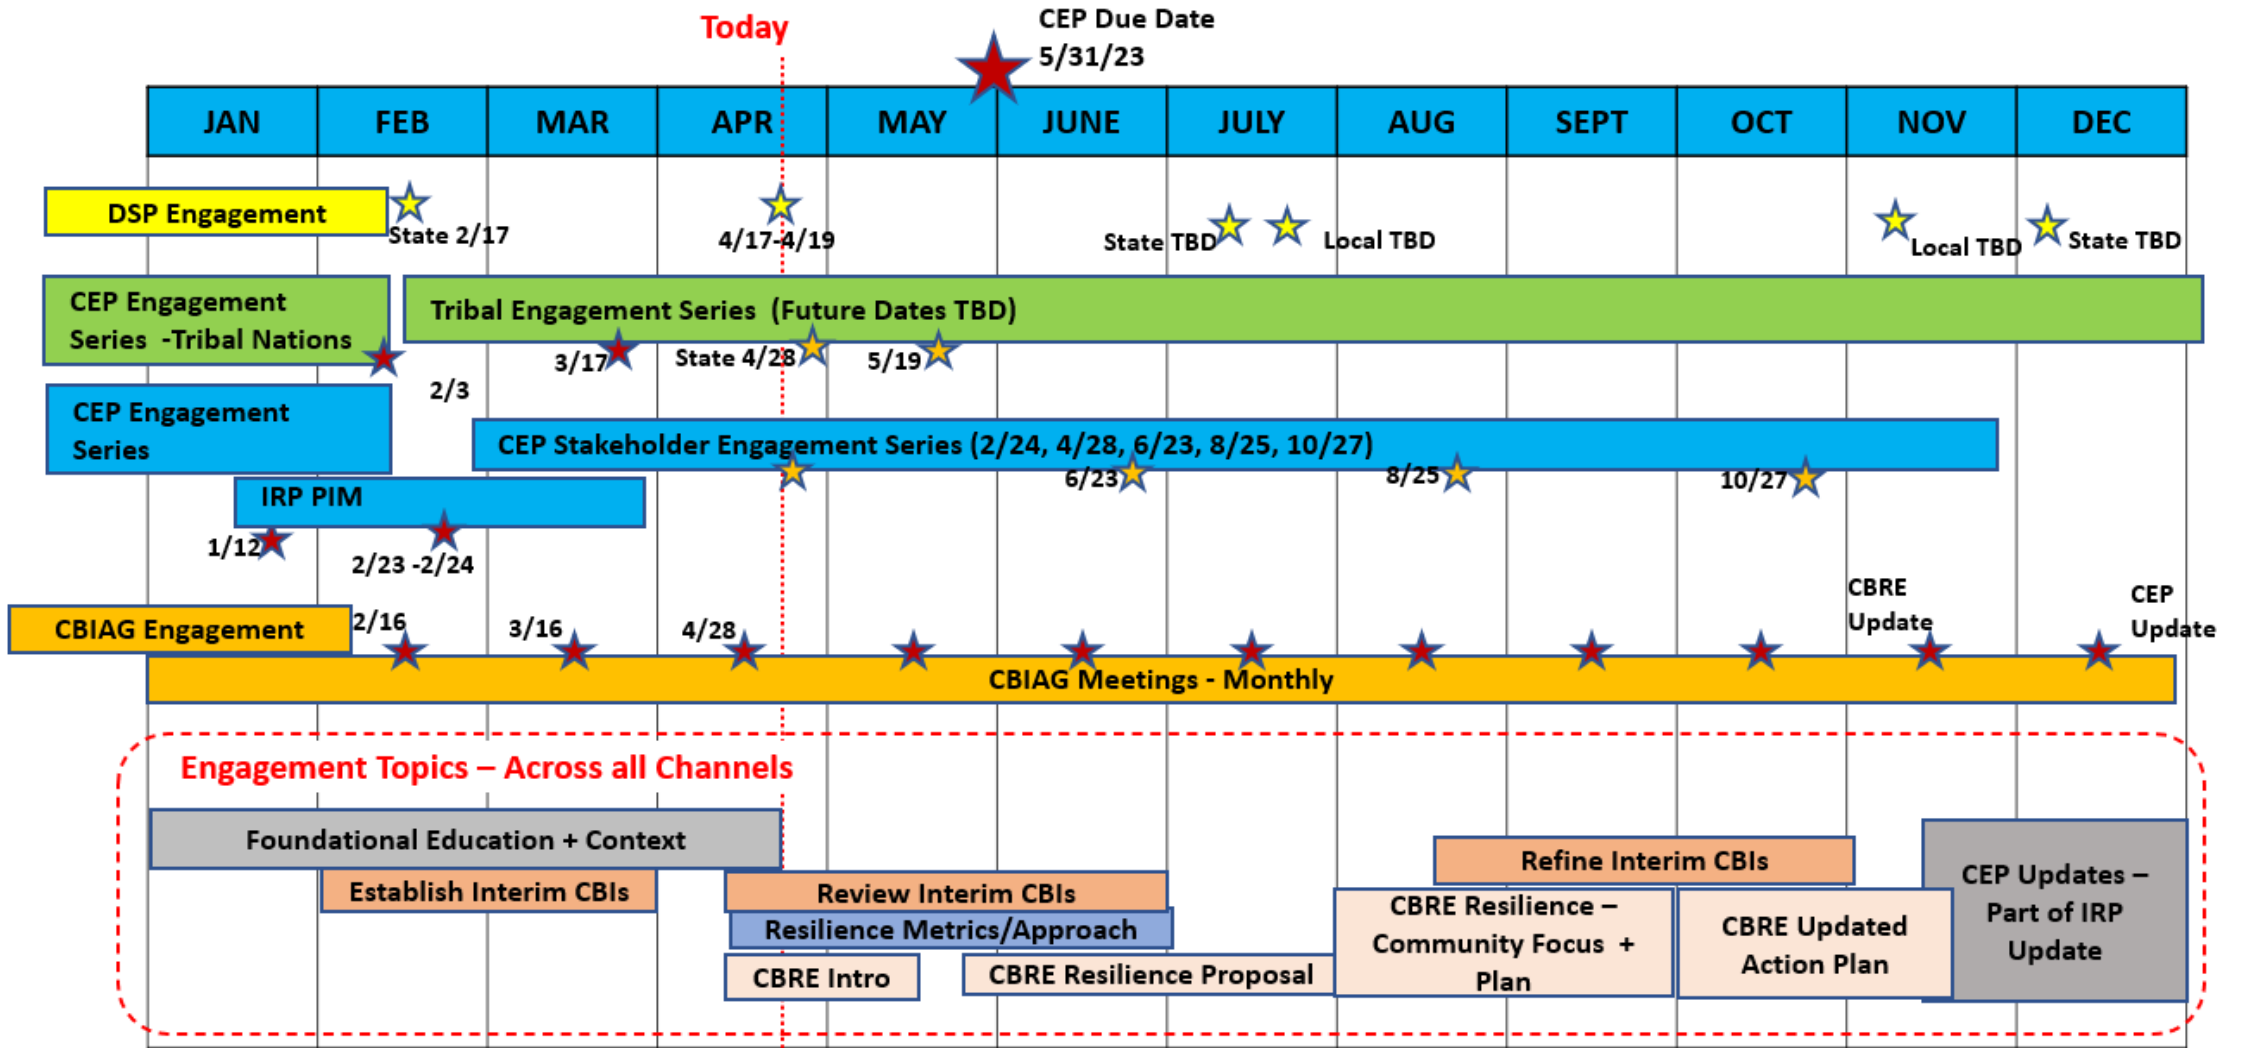 Today
CEP Due Date
5/31/23
JAN FEB MAR APR MAY JUNE JULY AUG SEPT OCT NOV DEC
DSP Engagement
State 2/17
4/17-4/19
State TBD
Local TBD
Local TBD
State TBD
CEP Engagement
Series -Tribal Nations
Tribal Engagement Series (Future Dates TBD)
2/3
3/17
State 4/28
5/19
CEP Engagement
Series
CEP Stakeholder Engagement Series (2/24, 4/28, 6/23, 8/25, 10/27)
6/23
8/25
10/27
IRP PIM
1/12
2/23 -2/24
CBIAG Engagement
2/16
3/16
4/28
CBRE
Update
CEP
Update
CBIAG Meetings - Monthly
Engagement Topics – Across all Channels
Foundational Education + Context
Establish Interim CBIs
Review Interim CBIs
Resilience Metrics/Approach
CBRE Intro
CBRE Resilience Proposal
Refine Interim CBIs
CBRE Resilience –
Community Focus +
Plan
CBRE Updated
Action Plan
CEP Updates –
Part of IRP
Update